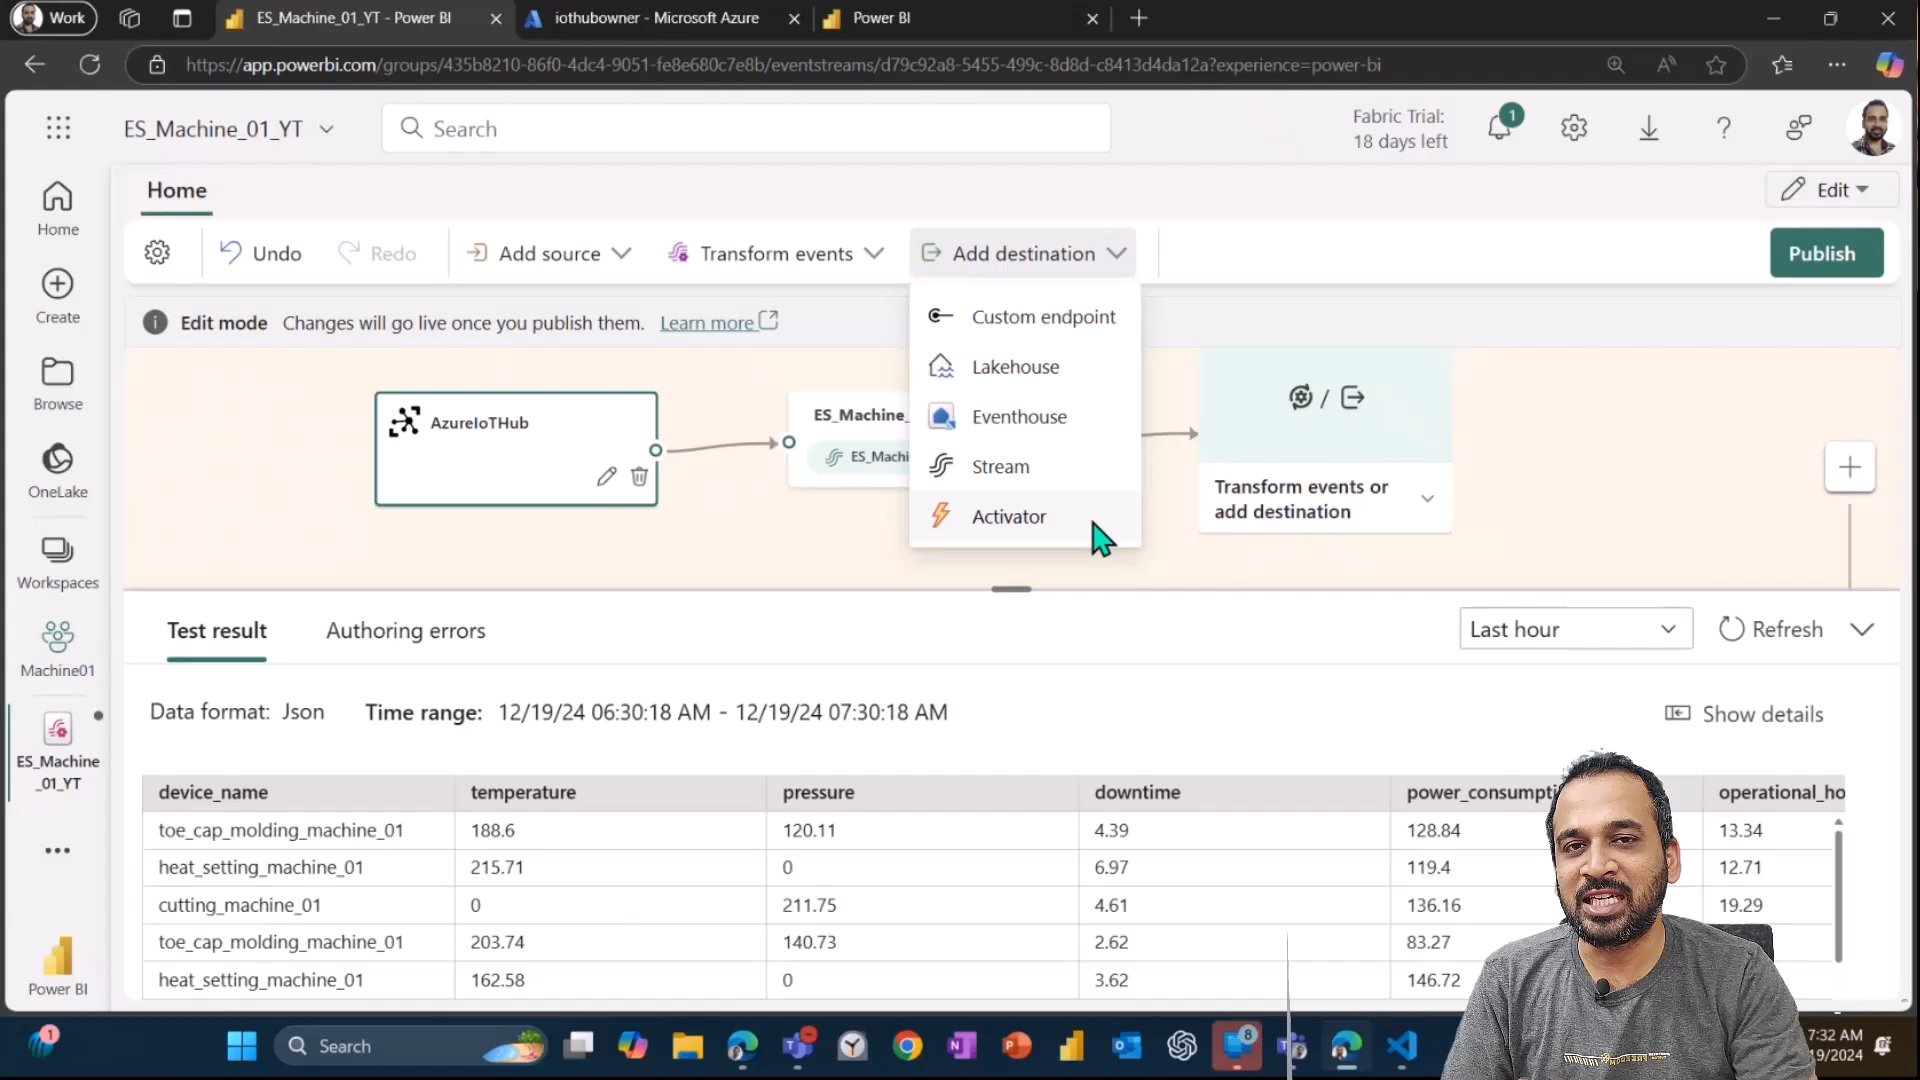 Work
ES_Machine_01_YT - Power BI
iothubowner - Microsoft Azure
Power BI
https://app.powerbi.com/groups/435b8210-86f0-4dc4-9051-fe8e680c7e8b/eventstreams/d79c92a8-5455-499c-8d8d-c8413d4da12a?experience=power-bi
ES_Machine_01_YT
Search
Fabric Trial:
18 days left
1
Home
Edit
Undo
Redo
Add source
Transform events
Add destination
Publish
Edit mode Changes will go live once you publish them. Learn more
Custom endpoint
Lakehouse
Eventhouse
Stream
Activator
AzureIoTHub
ES_Machine_
ES_Machi
Transform events or
add destination
Home
Create
Browse
OneLake
Workspaces
Machine01
ES_Machine
_01_YT
Power BI
Test result
Authoring errors
Last hour
Refresh
Data format: Json
Time range: 12/19/24 06:30:18 AM - 12/19/24 07:30:18 AM
Show details
device_name temperature pressure downtime power_consumpti operational_ho
toe_cap_molding_machine_01 188.6 120.11 4.39 128.84 13.34
heat_setting_machine_01 215.71 0 6.97 119.4 12.71
cutting_machine_01 0 211.75 4.61 136.16 19.29
toe_cap_molding_machine_01 203.74 140.73 2.62 83.27
heat_setting_machine_01 162.58 0 3.62 146.72
1
Search
8
7:32 AM
19/2024